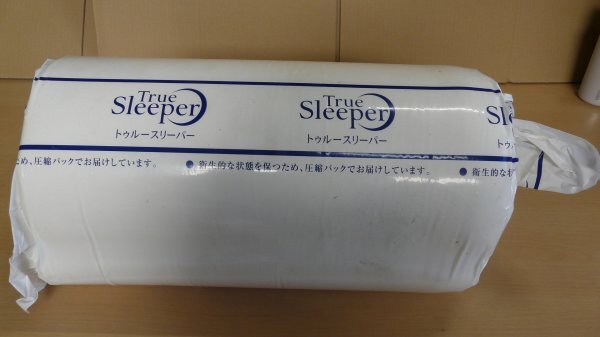 True
Sleeper
トゥルースリーパー
True
Sleeper
トゥルースリーパー
Sl
トゥ
ため、圧縮パックでお届けしています。
● 衛生的な状態を保つため、圧縮パックでお届けしています。
● 衛生的な